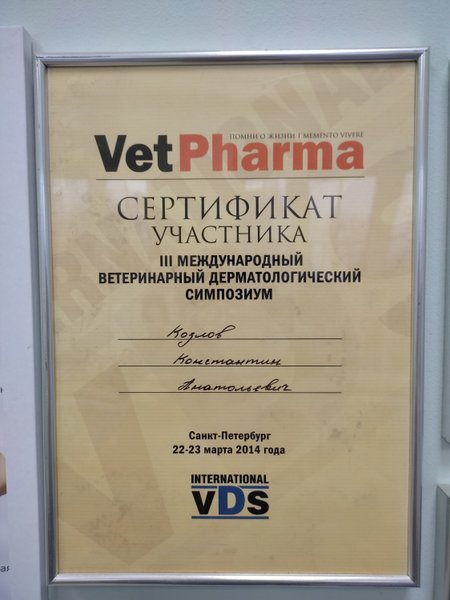 ПОМНИ О ЖИЗНИ I MEMENTO VIVERE
VetPharma
СЕРТИФИКАТ
УЧАСТНИКА
III МЕЖДУНАРОДНЫЙ
ВЕТЕРИНАРНЫЙ ДЕРМАТОЛОГИЧЕСКИЙ
СИМПОЗИУМ
Козлов
Константин
Анатольевич
Санкт-Петербург
22-23 марта 2014 года
INTERNATIONAL
VDS